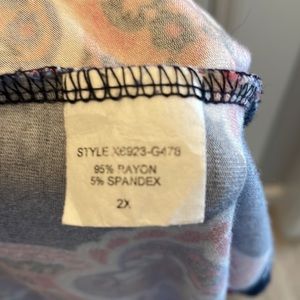 STYLE X6923-G478
95% RAYON
5% SPANDEX
2X